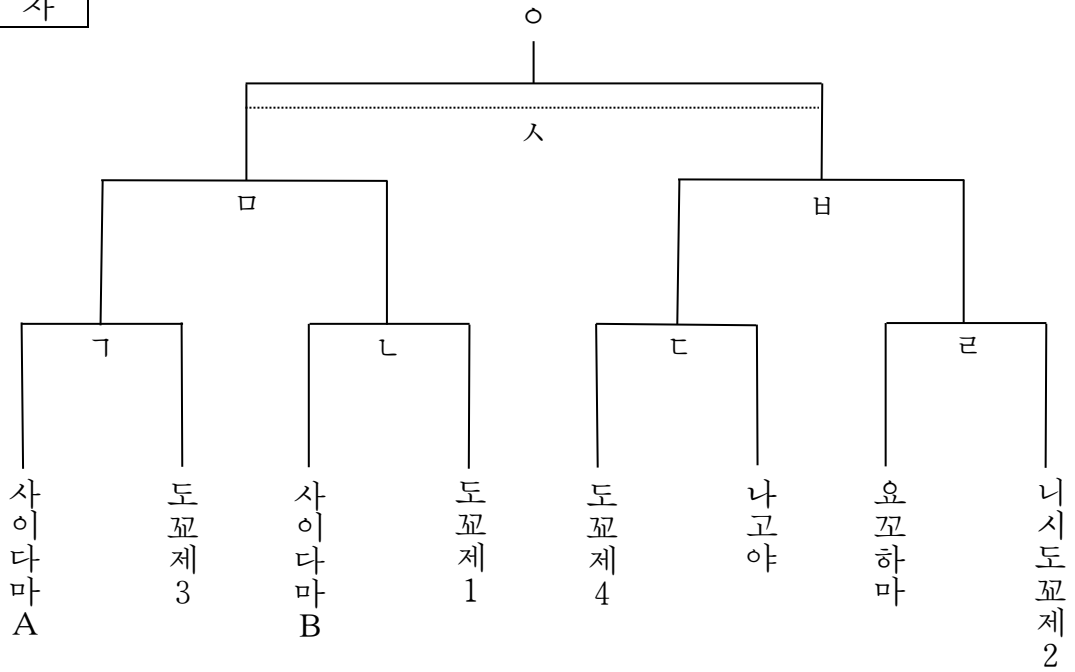 자
ㅇ
ㅅ
ㅁ
ㅂ
ㄱ
ㄴ
ㄷ
ㄹ
사이다마A
도꾜제3
사이다마B
도꾜제1
도꾜제4
나고야
요꼬하마
니시도꾜제2